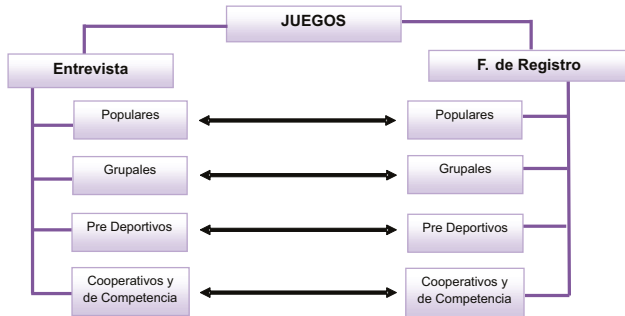 JUEGOS
Entrevista
F. de Registro
Populares
Populares
Grupales
Grupales
Pre Deportivos
Pre Deportivos
Cooperativos y
de Competencia
Cooperativos y
de Competencia